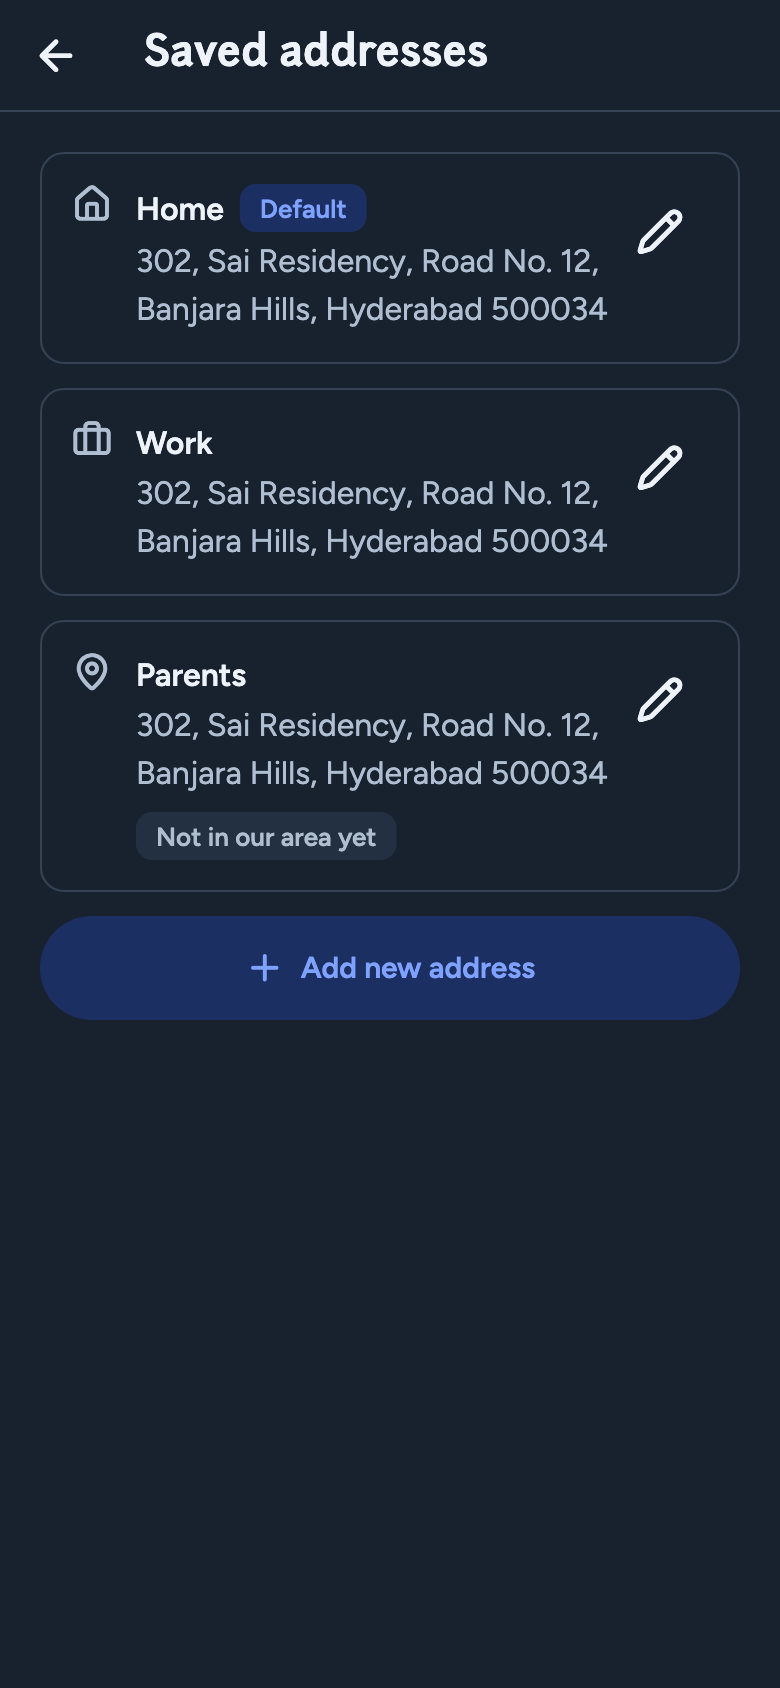 Saved addresses
Home Default
302, Sai Residency, Road No. 12,
Banjara Hills, Hyderabad 500034
Work
302, Sai Residency, Road No. 12,
Banjara Hills, Hyderabad 500034
Parents
302, Sai Residency, Road No. 12,
Banjara Hills, Hyderabad 500034
Not in our area yet
Add new address